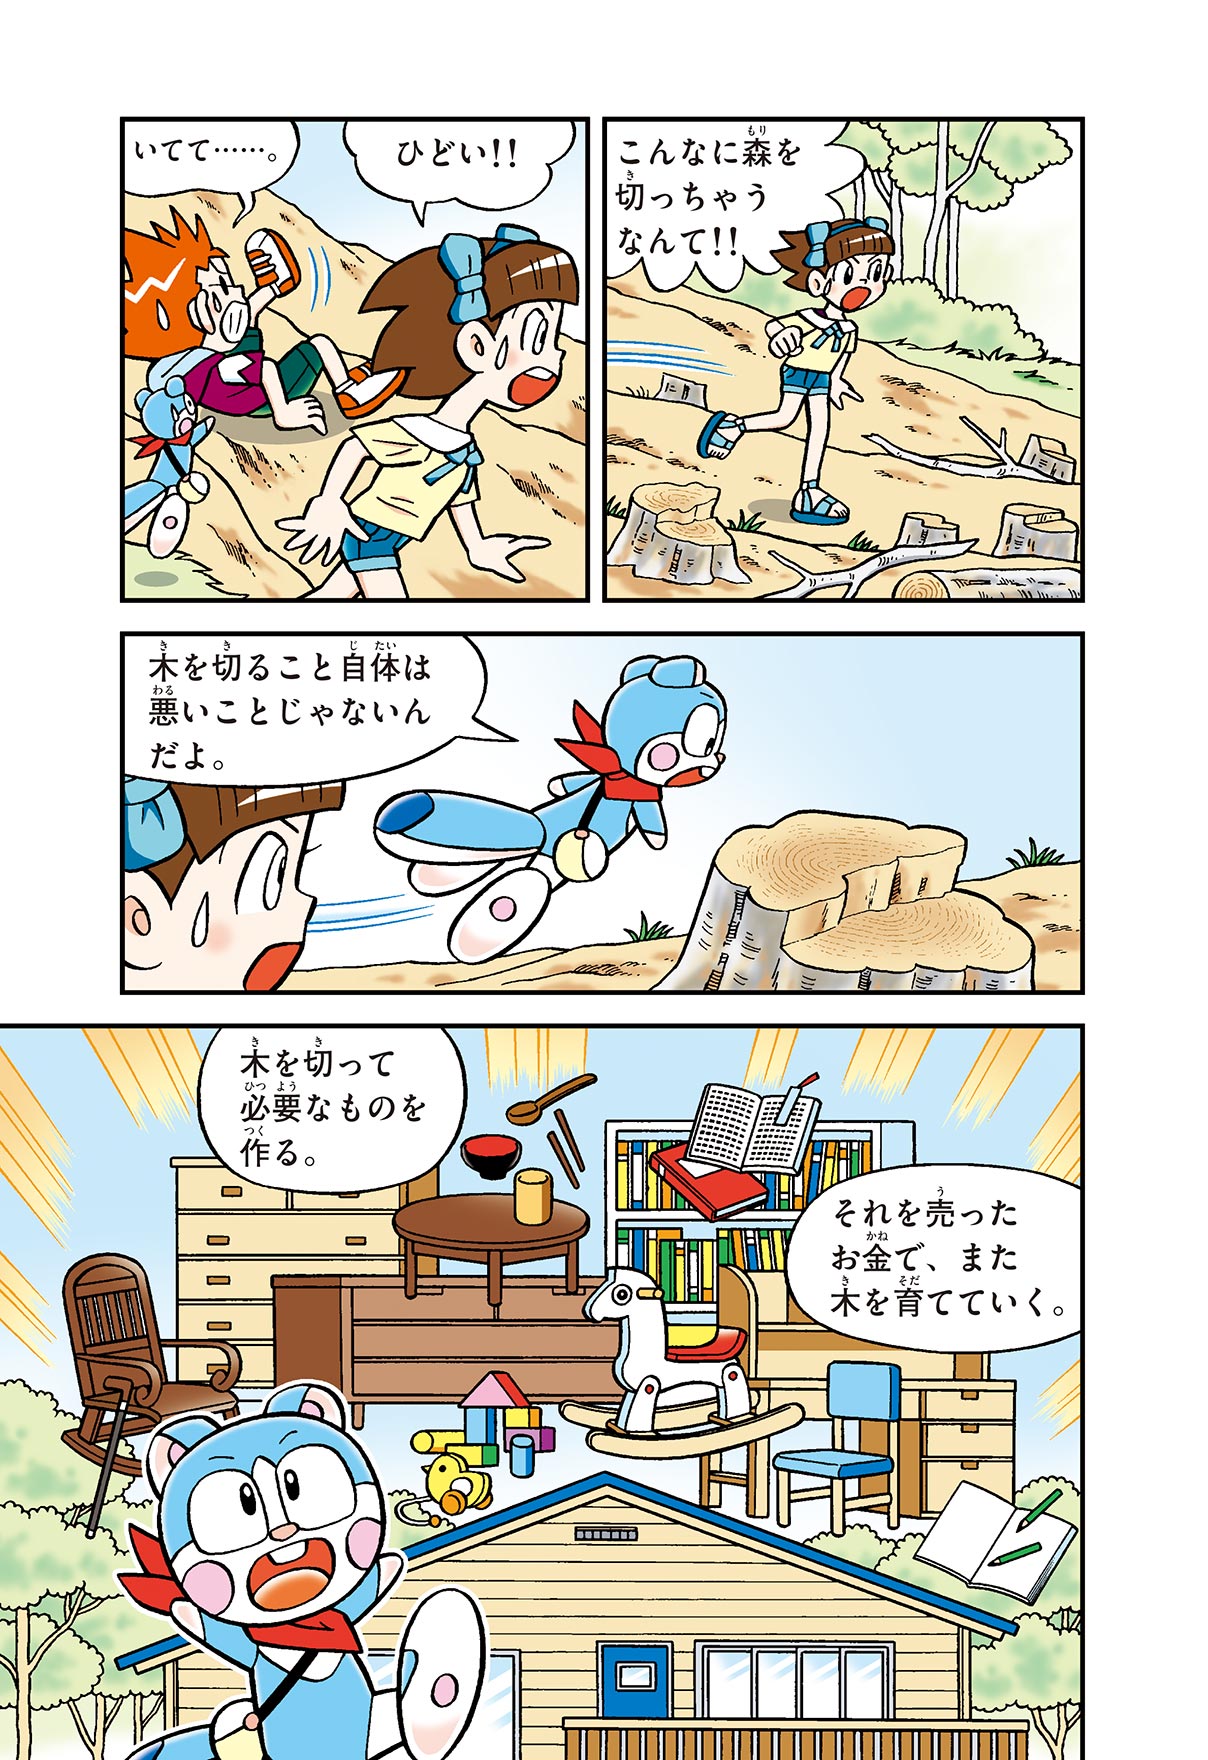 いてて……。
ひどい!!
こんなに森を
切っちゃう
なんて!!
木を切ること自体は
悪いことじゃないん
だよ。
木を切って
必要なものを
作る。
それを売った
お金で、また
木を育てていく。